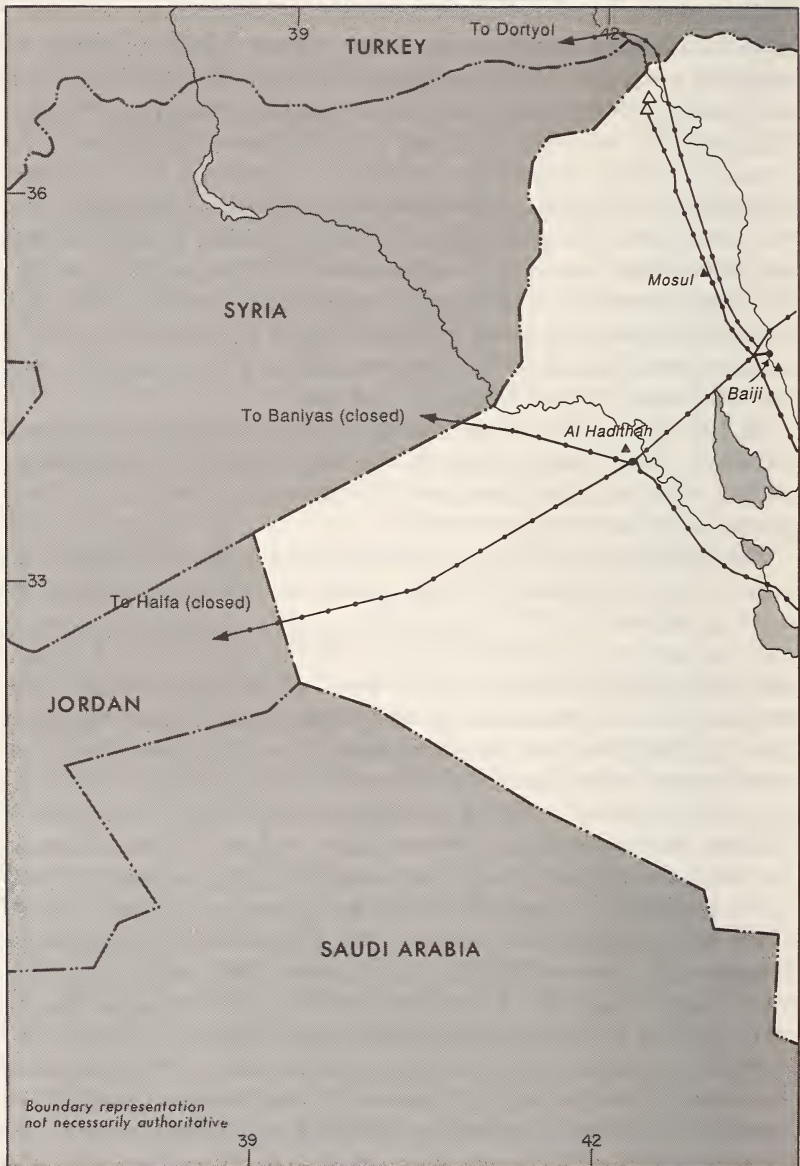 39
42
TURKEY
To Dortyol
36
Mosul
SYRIA
Baiji
To Baniyas (closed)
Al Hadithah
33
To Haifa (closed)
JORDAN
SAUDI ARABIA
Boundary representation
not necessarily authoritative
39
42